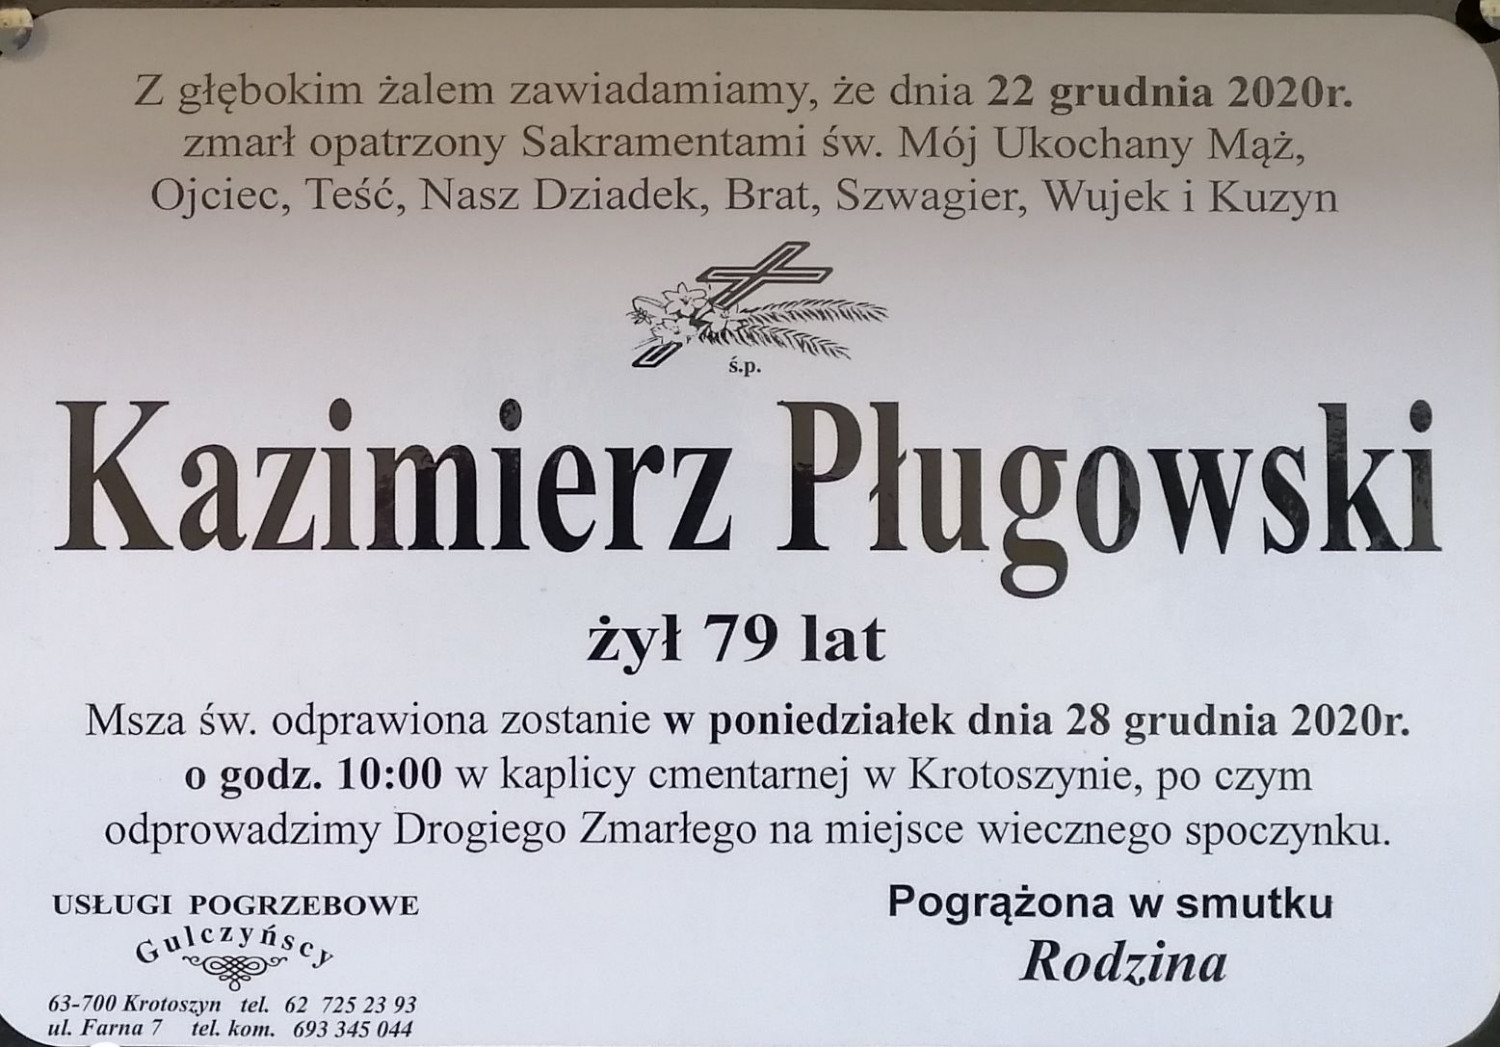 Z głębokim żalem zawiadamiamy, że dnia 22 grudnia 2020r.
zmarł opatrzony Sakramentami św. Mój Ukochany Mąż,
Ojciec, Teść, Nasz Dziadek, Brat, Szwagier, Wujek i Kuzyn
ś.p.
Kazimierz Pługowski
żył 79 lat
Msza św. odprawiona zostanie w poniedziałek dnia 28 grudnia 2020r.
o godz. 10:00 w kaplicy cmentarnej w Krotoszynie, po czym
odprowadzimy Drogiego Zmarłego na miejsce wiecznego spoczynku.
USŁUGI POGRZEBOWE
Gulczyńscy
63-700 Krotoszyn tel. 62 725 23 93
ul. Farna 7 tel. kom. 693 345 044
Pogrążona w smutku
Rodzina